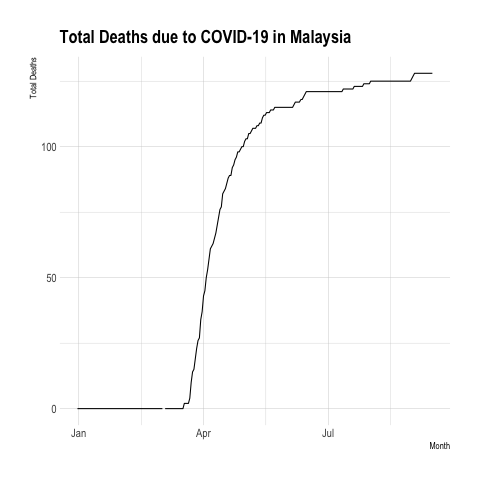 Total Deaths due to COVID-19 in Malaysia
Total Deaths
100
50
0
Jan Apr Jul
Month